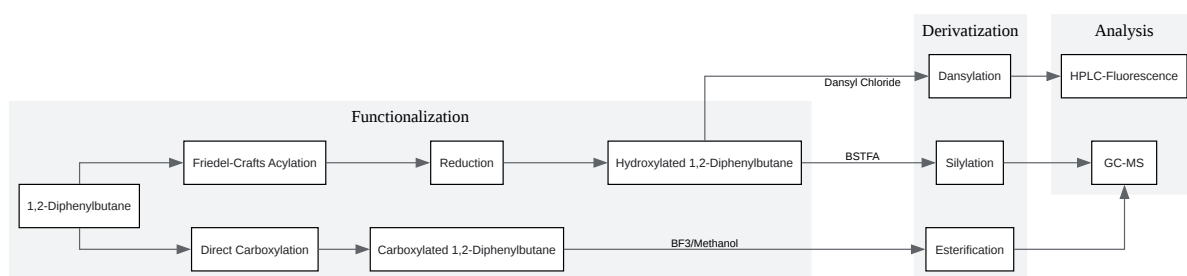 Derivatization
Analysis
Dansylation
HPLC-Fluorescence
Dansyl Chloride
Functionalization
Friedel-Crafts Acylation
Reduction
Hydroxylated 1,2-Diphenylbutane
BSTFA
Silylation
GC-MS
1,2-Diphenylbutane
Direct Carboxylation
Carboxylated 1,2-Diphenylbutane
BF3/Methanol
Esterification